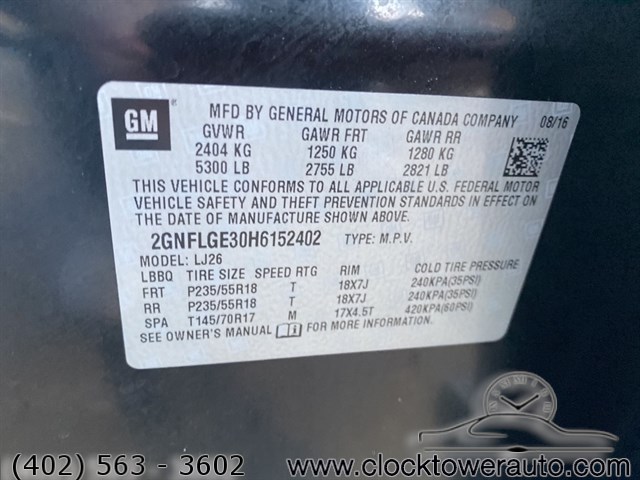 GM
MFD BY GENERAL MOTORS OF CANADA COMPANY 08/16
GVWR GAWR FRT GAWR RR
2404 KG 1250 KG 1280 KG
5300 LB 2755 LB 2821 LB
THIS VEHICLE CONFORMS TO ALL APPLICABLE U.S. FEDERAL MOTOR
VEHICLE SAFETY AND THEFT PREVENTION STANDARDS IN EFFECT ON
THE DATE OF MANUFACTURE SHOWN ABOVE.
2GNFLGE30H6152402 TYPE: M.P.V.
MODEL: LJ26
LBBQ TIRE SIZE SPEED RTG RIM COLD TIRE PRESSURE
FRT P235/55R18 T 18X7J 240KPA(35PSI)
RR P235/55R18 T 18X7J 240KPA(35PSI)
SPA T145/70R17 M 17X4.5T 420KPA(60PSI)
SEE OWNER'S MANUAL FOR MORE INFORMATION.
(402) 563 - 3602 www.clocktowerauto.com